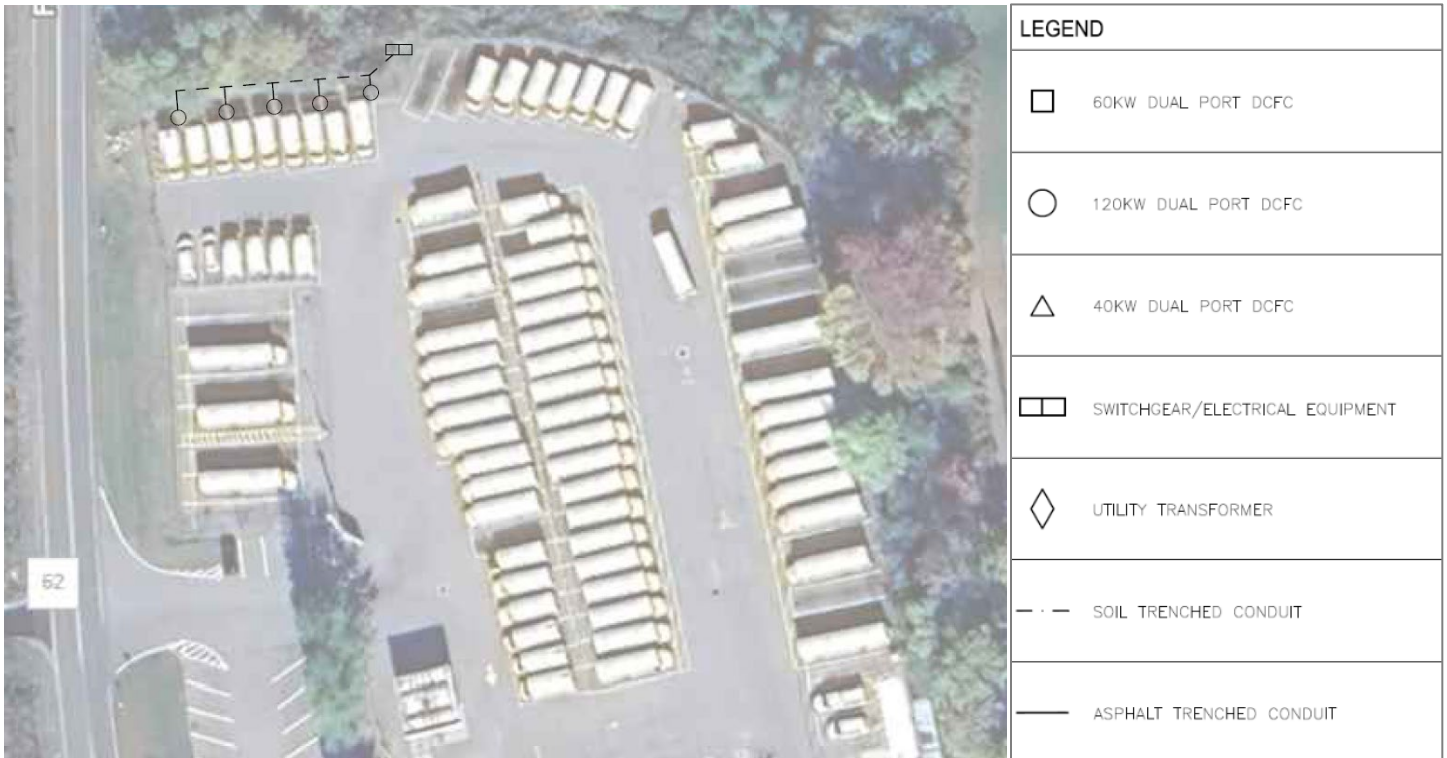 LEGEND
60KW DUAL PORT DCFC
120KW DUAL PORT DCFC
40KW DUAL PORT DCFC
SWITCHGEAR/ELECTRICAL EQUIPMENT
UTILITY TRANSFORMER
SOIL TRENCHED CONDUIT
ASPHALT TRENCHED CONDUIT
62